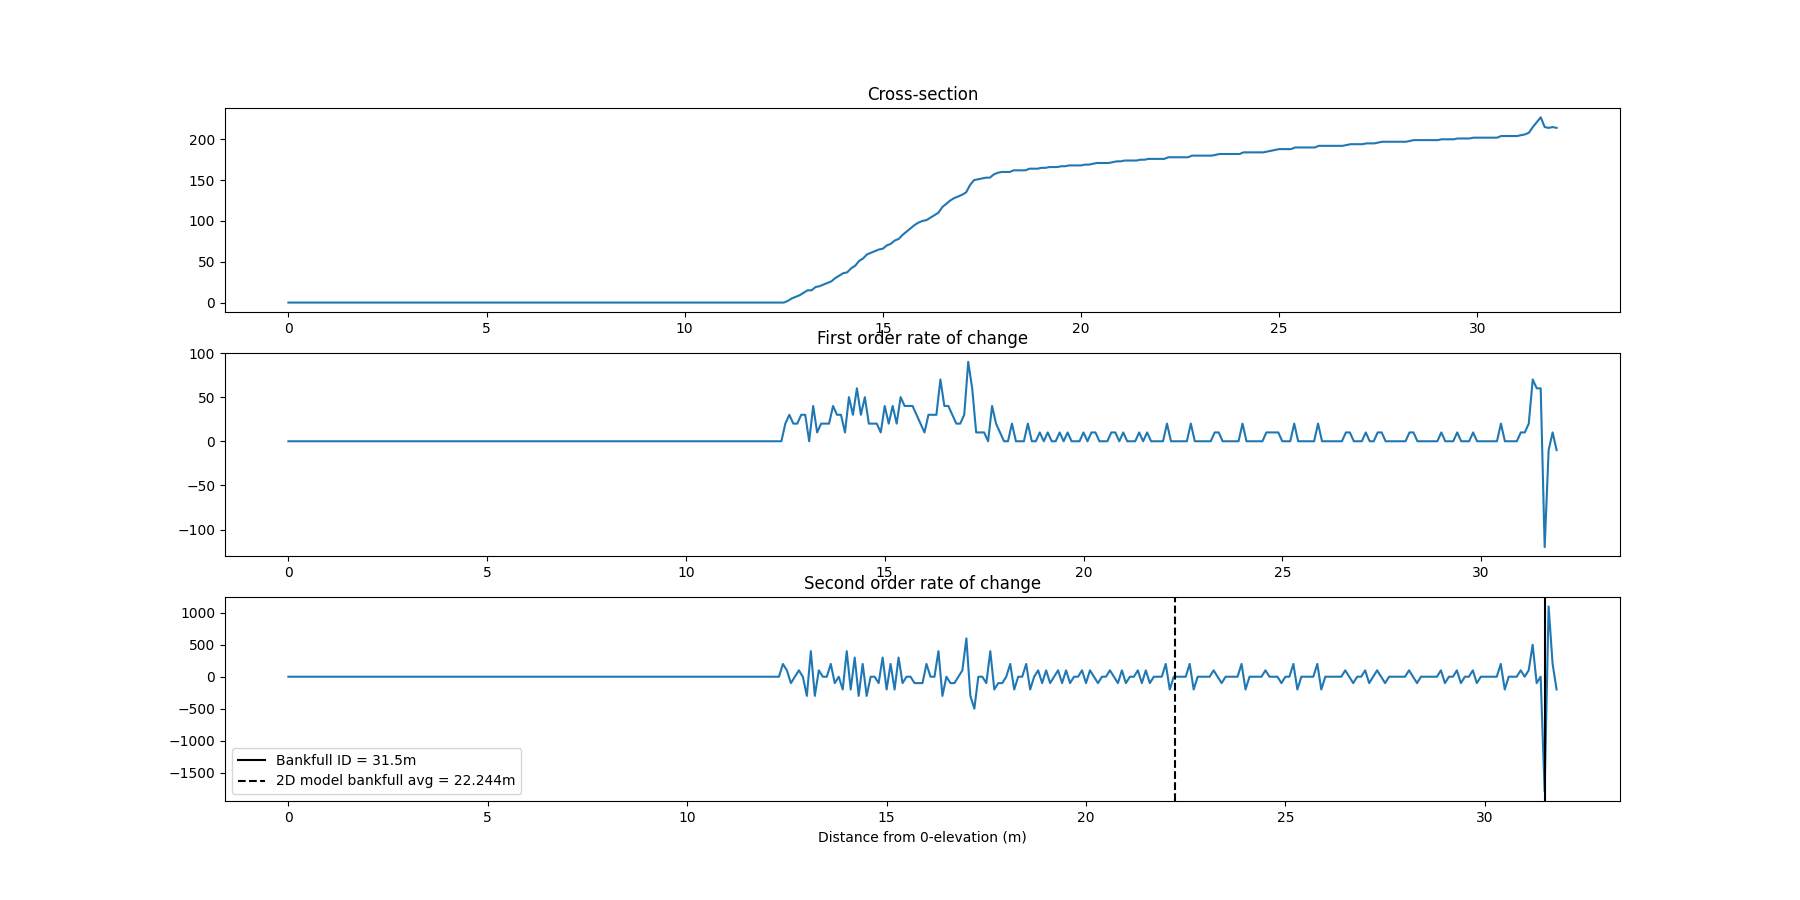 Cross-section
200
150
100
50
0
0 5 10 15 20 25 30
First order rate of change
100
50
0
−50
−100
0 5 10 15 20 25 30
Second order rate of change
1000
500
0
−500
−1000
−1500
Bankfull ID = 31.5m
2D model bankfull avg = 22.244m
0 5 10 15 20 25 30
Distance from 0-elevation (m)